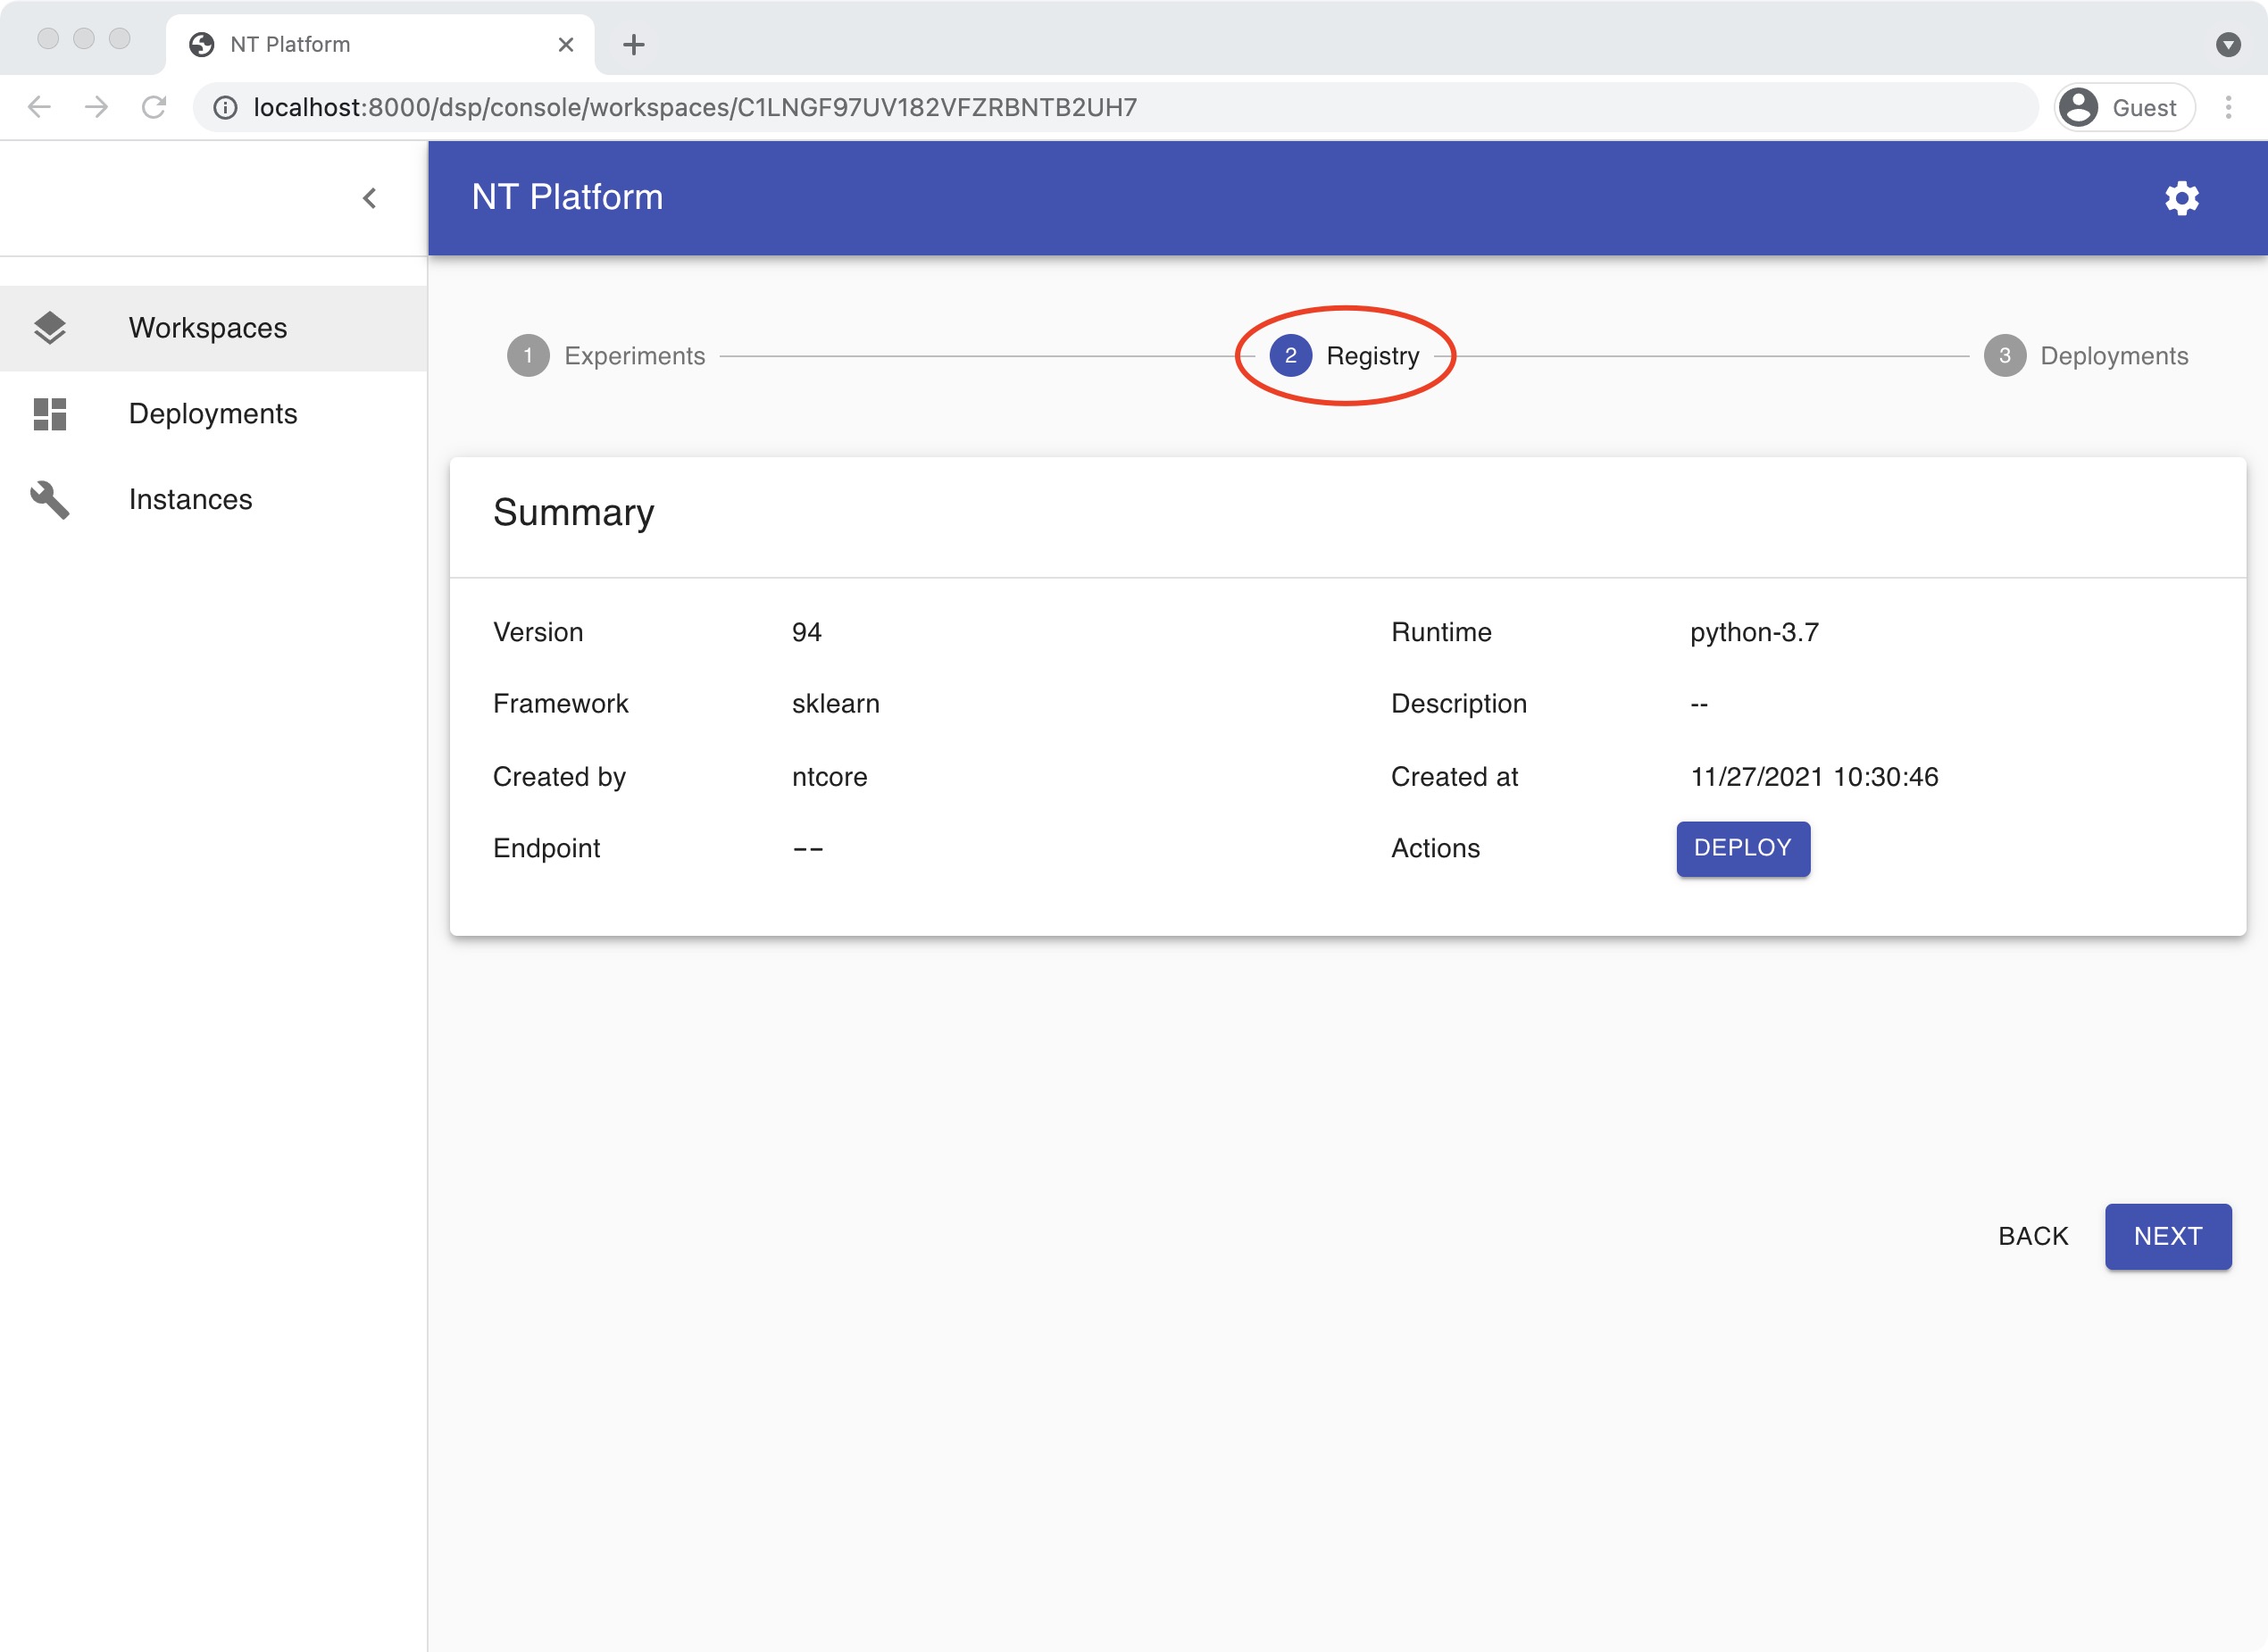 NT Platform
localhost:8000/dsp/console/workspaces/C1LNGF97UV182VFZRBNTB2UH7
Guest
NT Platform
Workspaces
Deployments
Instances
1 Experiments
2 Registry
3 Deployments
Summary
Version 94 Runtime python-3.7
Framework sklearn Description --
Created by ntcore Created at 11/27/2021 10:30:46
Endpoint -- Actions DEPLOY
BACK NEXT